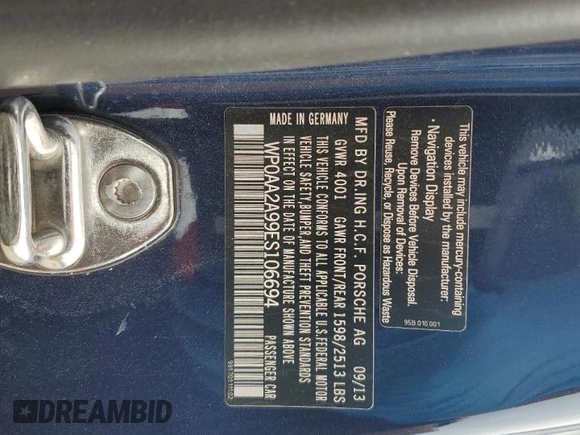 MFD BY DR.ING H.C.F. PORSCHE AG 09/13
GVWR 4001 GAWR FRONT/REAR 1598/2513 LBS
THIS VEHICLE CONFORMS TO ALL APPLICABLE U.S.FEDERAL MOTOR
VEHICLE SAFETY,BUMPER,AND THEFT PREVENTION STANDARDS
IN EFFECT ON THE DATE OF MANUFACTURE SHOWN ABOVE
WP0AA2A99ES106694 PASSENGER CAR
MADE IN GERMANY
This vehicle may include mercury-containing
devices installed by the manufacturer:
• Navigation Display
Remove Devices Before Vehicle Disposal.
Upon Removal of Devices:
Please Reuse, Recycle, or Dispose as Hazardous Waste
95B.010.001
DREAMBID